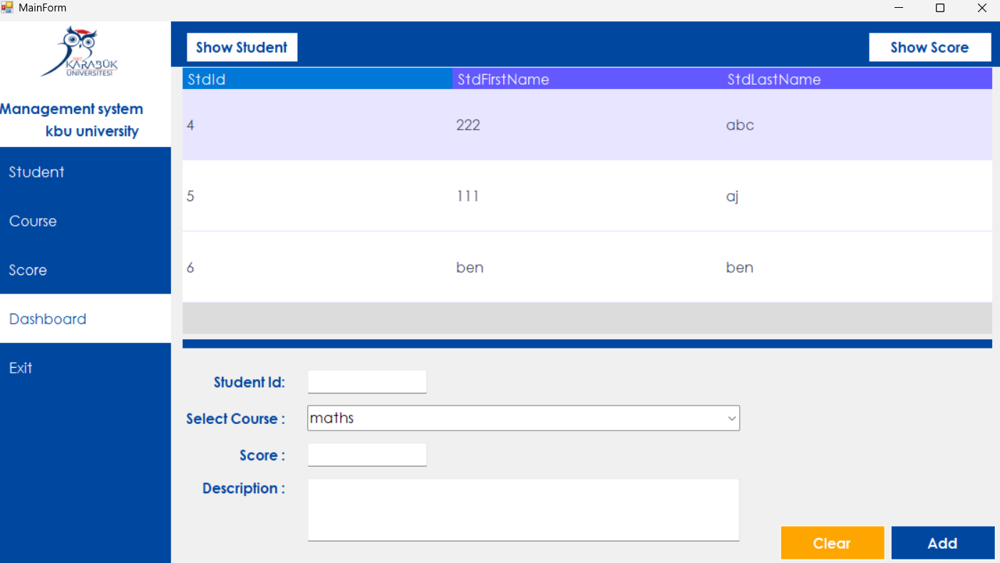 MainForm
2007
KARABÜK
ÜNİVERSİTESİ
Management system
kbu university
Student
Course
Score
Dashboard
Exit
Show Student
Show Score
StdId StdFirstName StdLastName
4 222 abc
5 111 aj
6 ben ben
Student Id:
Select Course : maths
Score :
Description :
Clear Add